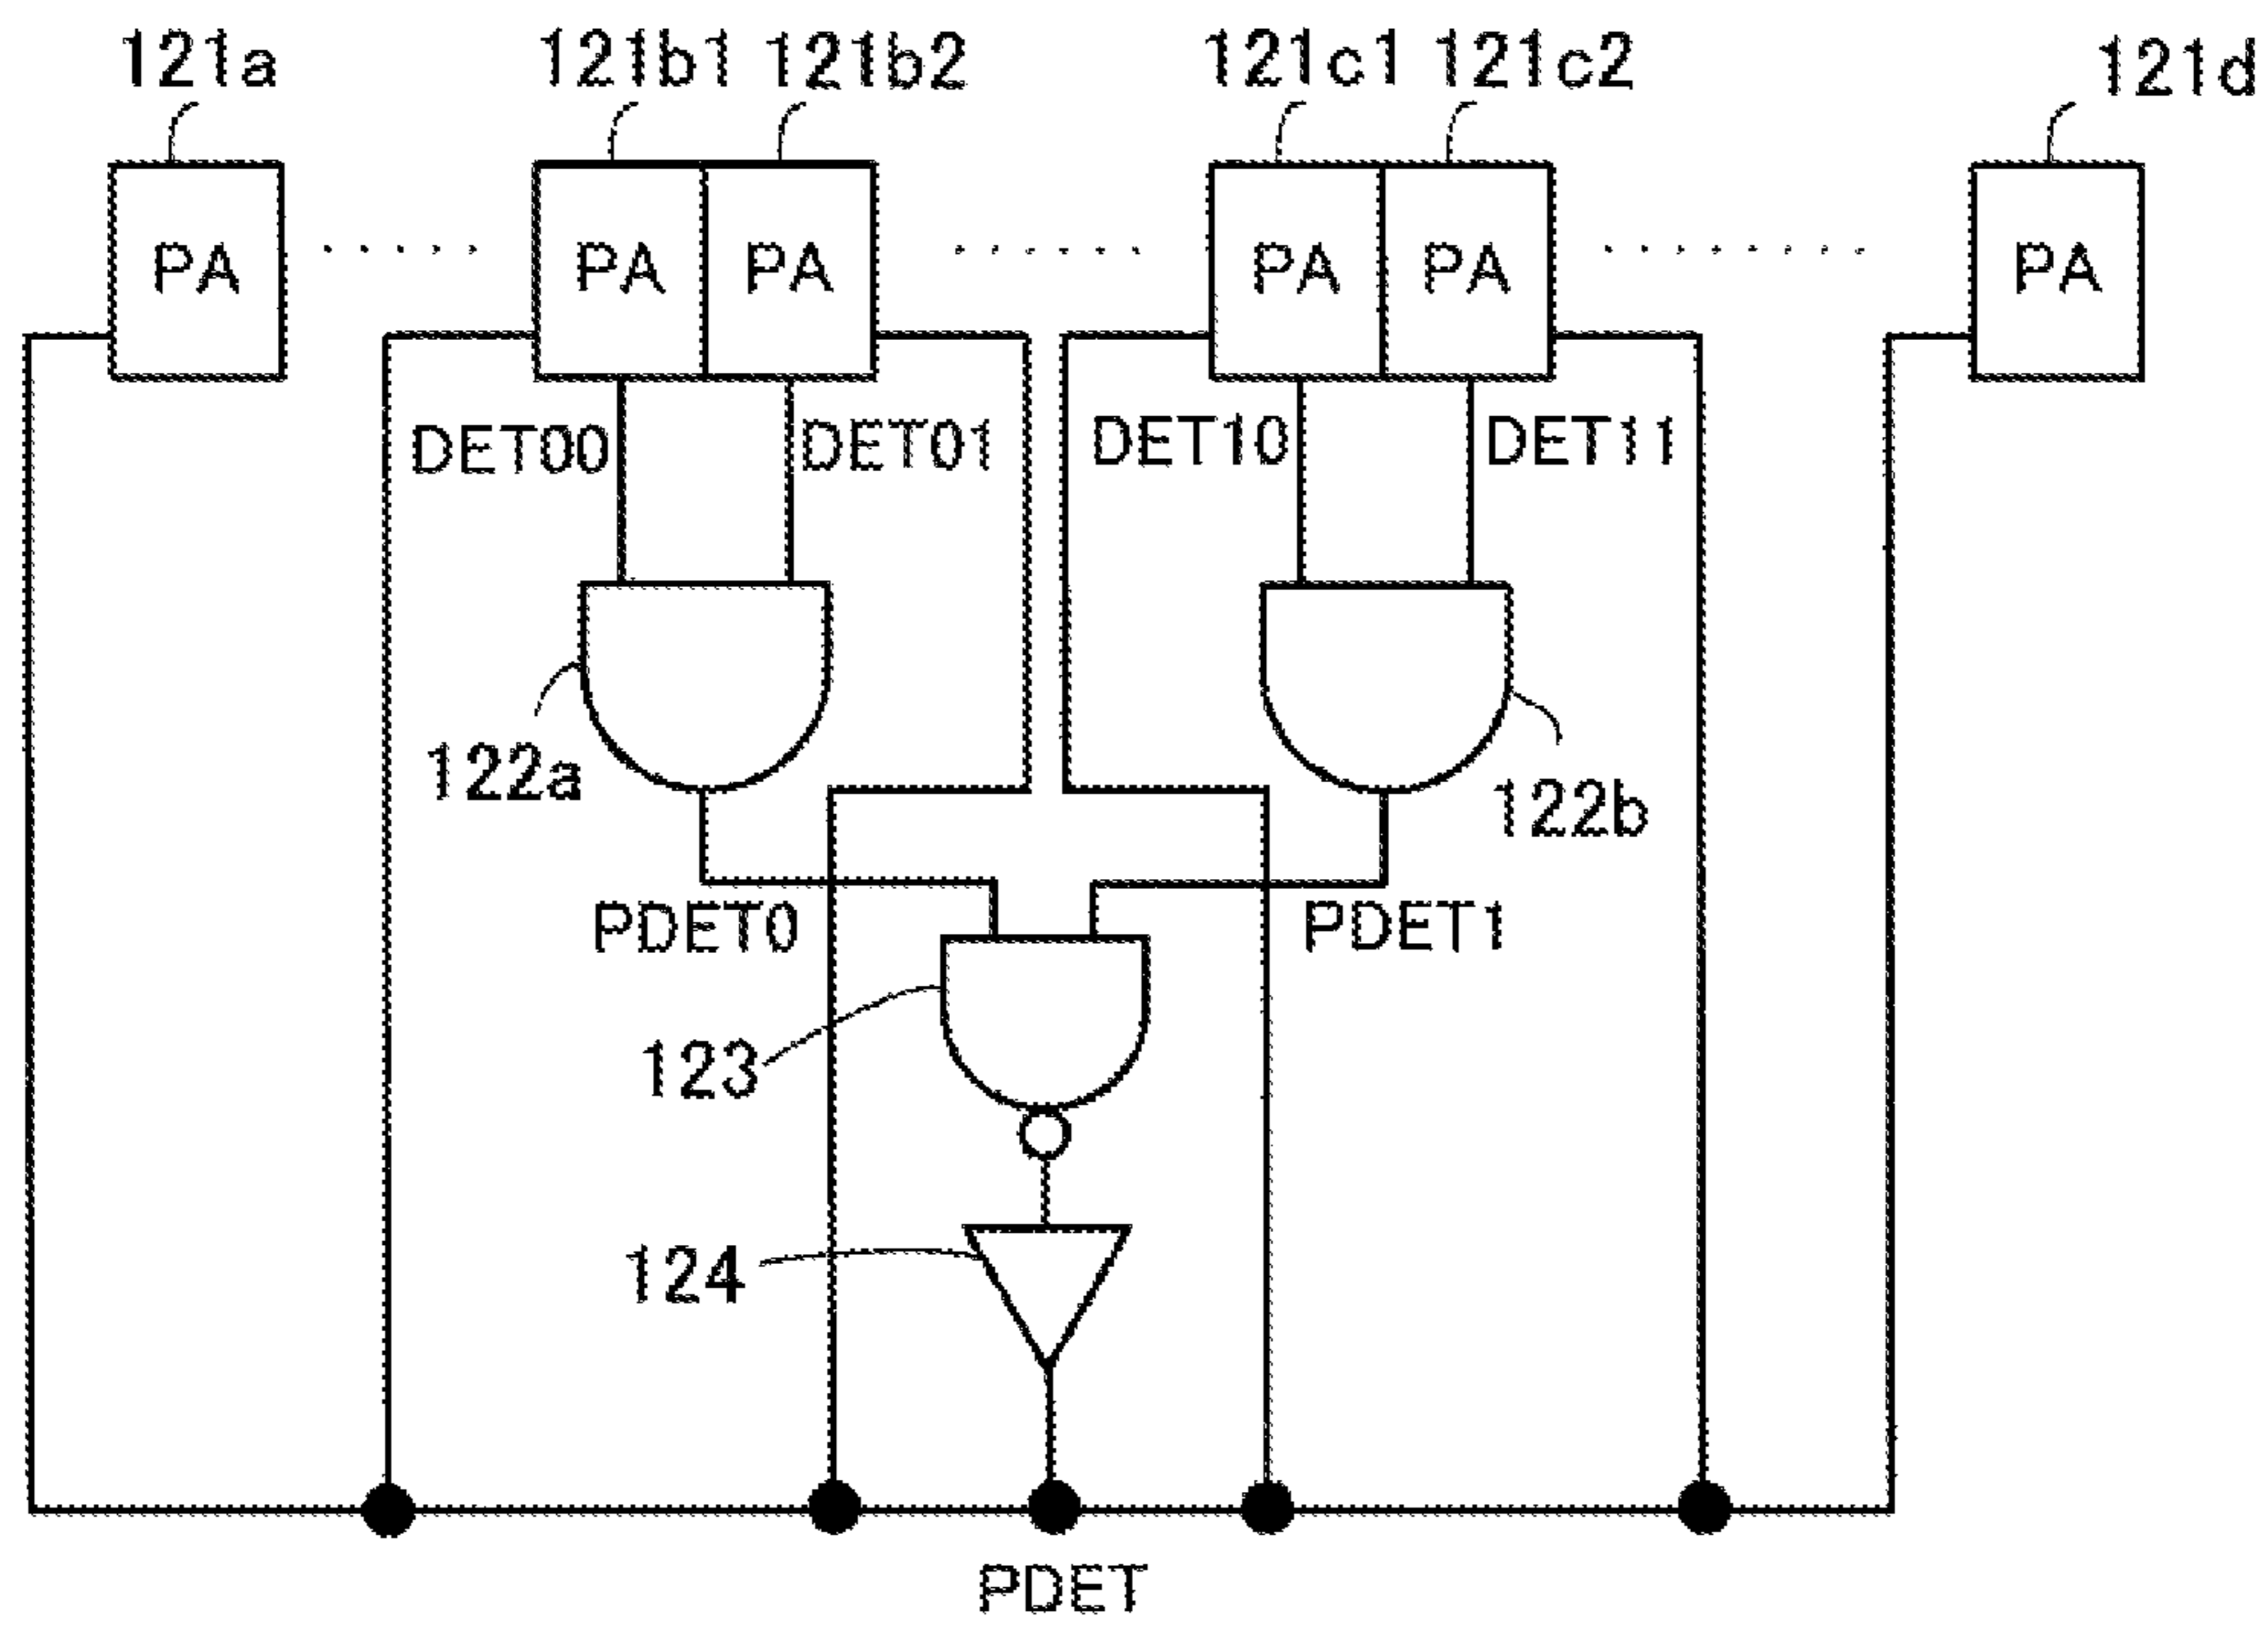 121a 121b1 121b2 121c1 121c2 121d
PA PA PA PA PA PA
DET00 DET01 DET10 DET11
122a 122b
PDET0 PDET1
123
124
PDET